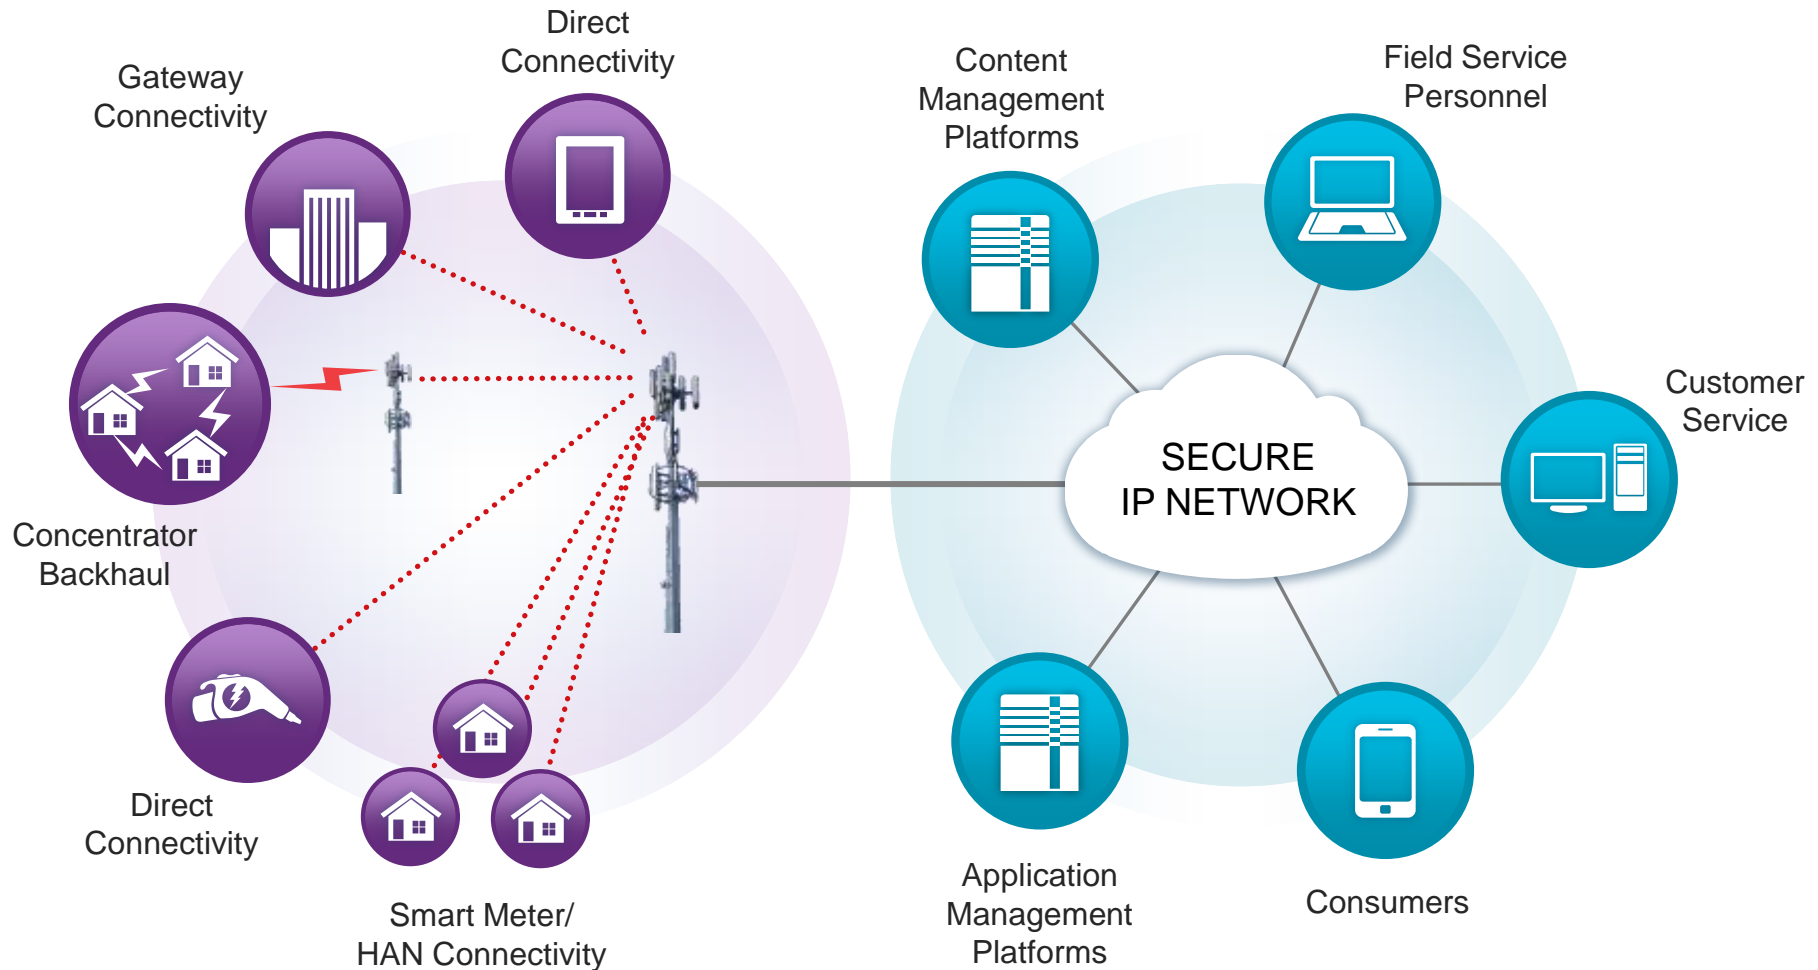 Direct
Connectivity
Gateway
Connectivity
Concentrator
Backhaul
Direct
Connectivity
Smart Meter/
HAN Connectivity
Content
Management
Platforms
Field Service
Personnel
Customer
Service
SECURE
IP NETWORK
Application
Management
Platforms
Consumers